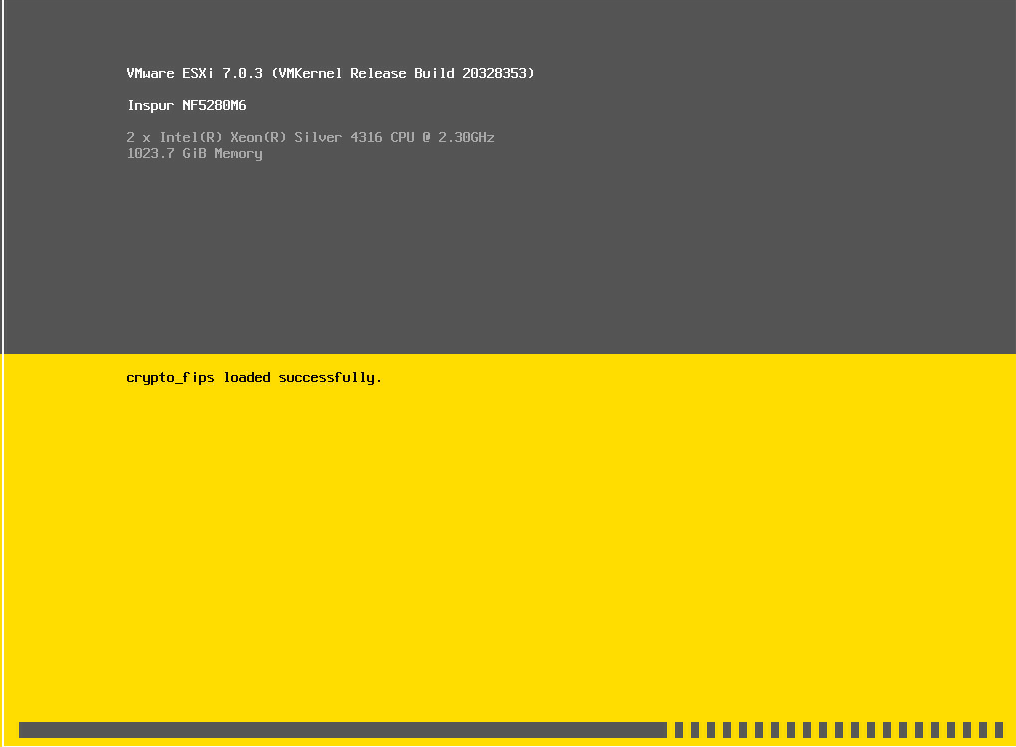 VMware ESXi 7.0.3 (VMKernel Release Build 20328353)
Inspur NF5280M6
2 x Intel(R) Xeon(R) Silver 4316 CPU @ 2.30GHz
1023.7 GiB Memory
crypto_fips loaded successfully.